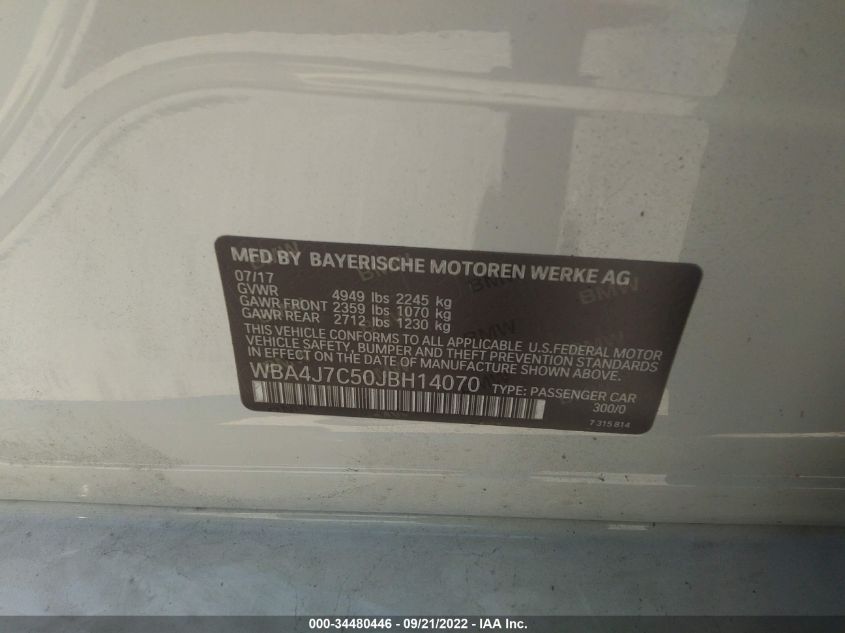 MFD BY BAYERISCHE MOTOREN WERKE AG
07/17
GVWR 4949 lbs 2245 kg
GAWR FRONT 2359 lbs 1070 kg
GAWR REAR 2712 lbs 1230 kg
THIS VEHICLE CONFORMS TO ALL APPLICABLE U.S.FEDERAL MOTOR
VEHICLE SAFETY, BUMPER AND THEFT PREVENTION STANDARDS
IN EFFECT ON THE DATE OF MANUFACTURE SHOWN ABOVE.
WBA4J7C50JBH14070 TYPE: PASSENGER CAR
300/0
7 315 814
000-34480446 - 09/21/2022 - 03:09 PM